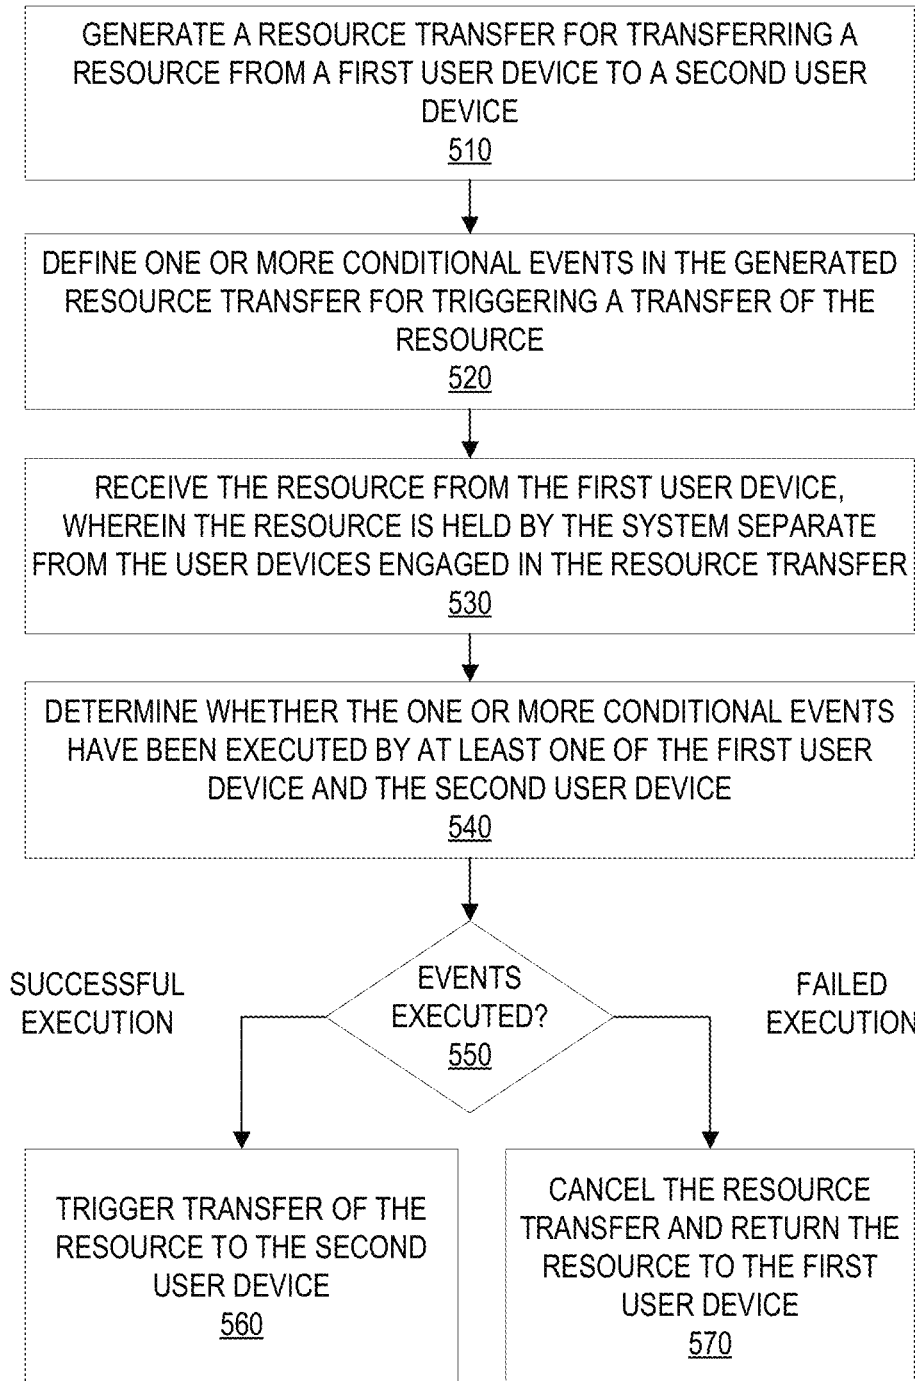 GENERATE A RESOURCE TRANSFER FOR TRANSFERRING A
RESOURCE FROM A FIRST USER DEVICE TO A SECOND USER
DEVICE
510
DEFINE ONE OR MORE CONDITIONAL EVENTS IN THE GENERATED
RESOURCE TRANSFER FOR TRIGGERING A TRANSFER OF THE
RESOURCE
520
RECEIVE THE RESOURCE FROM THE FIRST USER DEVICE,
WHEREIN THE RESOURCE IS HELD BY THE SYSTEM SEPARATE
FROM THE USER DEVICES ENGAGED IN THE RESOURCE TRANSFER
530
DETERMINE WHETHER THE ONE OR MORE CONDITIONAL EVENTS
HAVE BEEN EXECUTED BY AT LEAST ONE OF THE FIRST USER
DEVICE AND THE SECOND USER DEVICE
540
EVENTS
EXECUTED?
550
SUCCESSFUL
EXECUTION
FAILED
EXECUTION
TRIGGER TRANSFER OF THE
RESOURCE TO THE SECOND
USER DEVICE
560
CANCEL THE RESOURCE
TRANSFER AND RETURN THE
RESOURCE TO THE FIRST
USER DEVICE
570